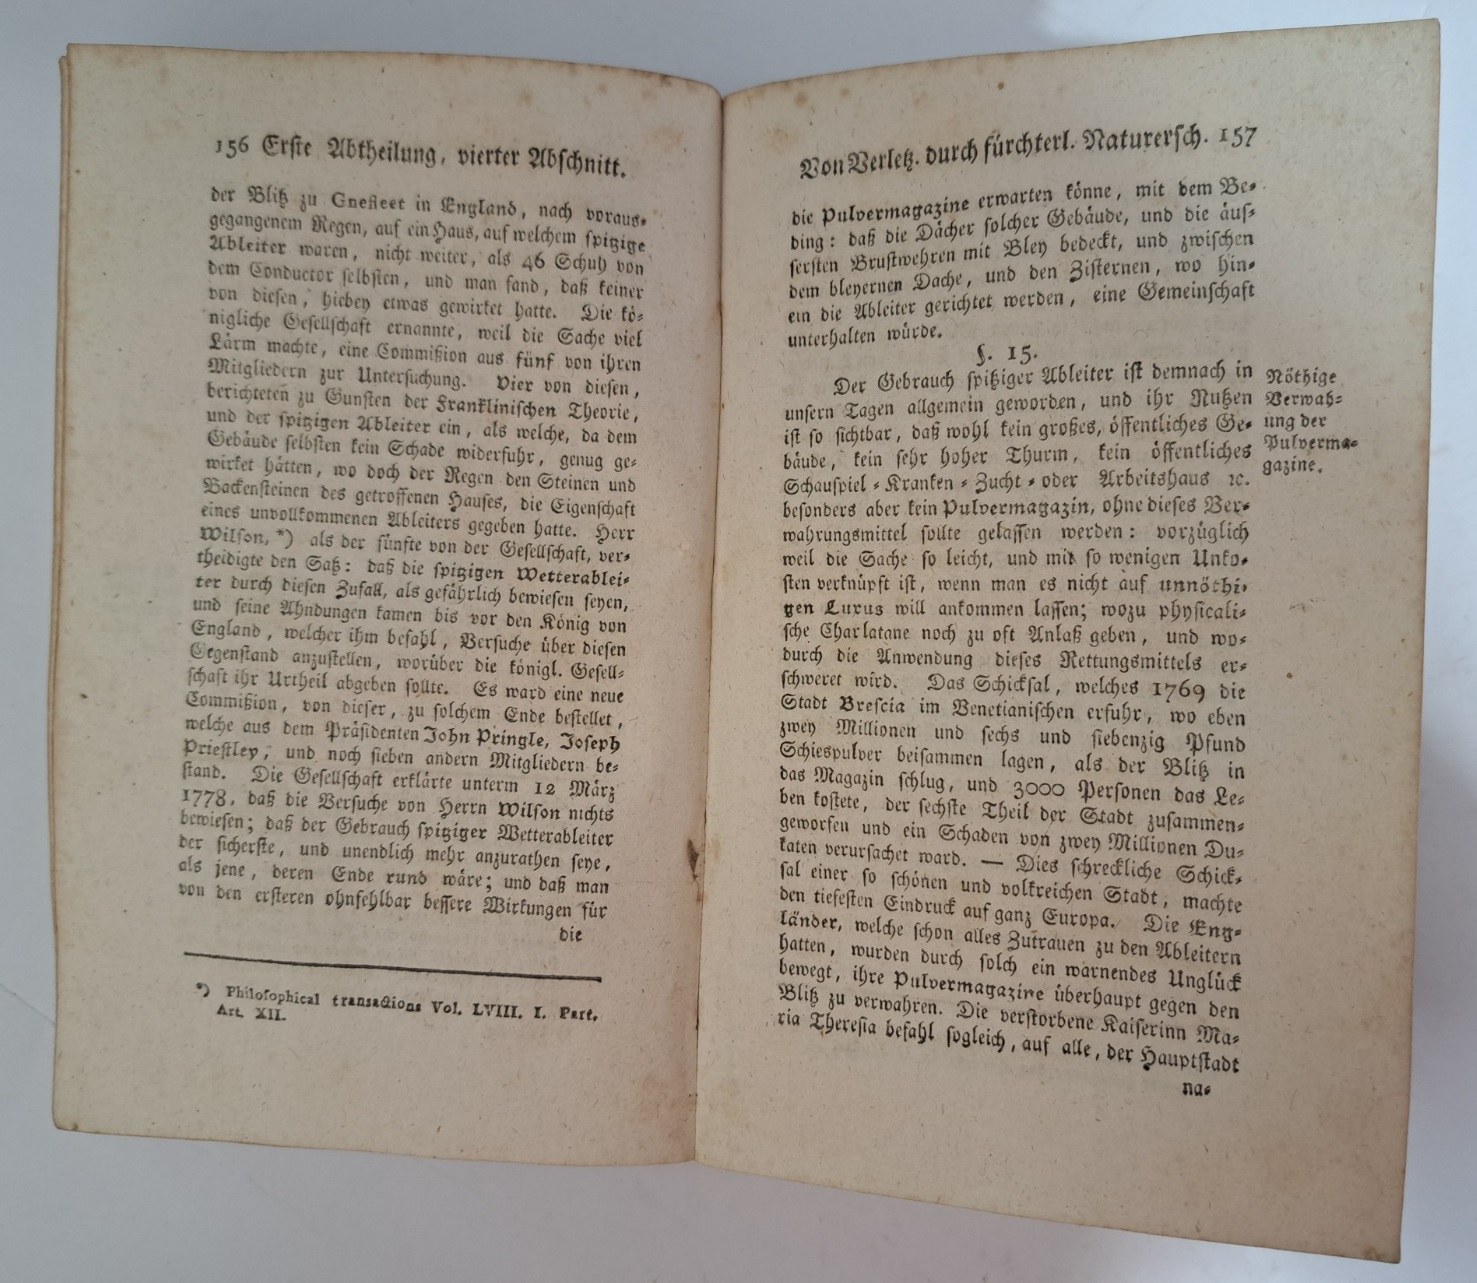 156 Erſte Abtheilung, vierter Abſchnitt.
der Blitz zu Gnefleet in England, nach voraus⸗
gegangenem Regen, auf ein Haus, auf welchem ſpitzige
Ableiter waren, nicht weiter, als 46 Schuh von
dem Conductor ſelbſten, und man fand, daß keiner
von dieſen, hiebey etwas gewirket hatte. Die kö⸗
nigliche Geſellſchaft ernannte, weil die Sache viel
Lärm machte, eine Commißion aus fünf von ihren
Mitgliedern zur Unterſuchung. Vier von dieſen,
berichteten zu Gunſten der Frankliniſchen Theorie,
und der ſpitzigen Ableiter ein, als welche, da dem
Gebäude ſelbſten kein Schade widerfuhr, genug ge⸗
wirket hätten, wo doch der Regen den Steinen und
Backenſteinen des getroffenen Hauſes, die Eigenſchaft
eines unvollkommenen Ableiters gegeben hatte. Herr
Wilſon, *) als der fünfte von der Geſellſchaft, ver⸗
theidigte den Satz: daß die ſpitzigen Wetterablei⸗
ter durch dieſen Zufall, als gefährlich bewieſen ſeyen,
und ſeine Ahndungen kamen bis vor den König von
England, welcher ihm befahl, Verſuche über dieſen
Gegenſtand anzuſtellen, worüber die königl. Geſell⸗
ſchaft ihr Urtheil abgeben ſollte. Es ward eine neue
Commißion, von dieſer, zu ſolchem Ende beſtellet,
welche aus dem Präſidenten John Pringle, Joſeph
Prieſtley, und noch ſieben andern Mitgliedern be⸗
ſtand. Die Geſellſchaft erklärte unterm 12 März
1778, daß die Verſuche von Herrn Wilſon nichts
bewieſen; daß der Gebrauch ſpitziger Wetterableiter
der ſicherſte, und unendlich mehr anzurathen ſeye,
als jene, deren Ende rund wäre; und daß man
von den erſteren ohnfehlbar beſſere Wirkungen für
die
*) Philoſophical transactions Vol. LVIII. I. Part.
Art. XII.
Von Verletz. durch fürchterl. Naturerſch. 157
die Pulvermagazine erwarten könne, mit dem Be⸗
ding: daß die Dächer ſolcher Gebäude, und die äuſ⸗
ſerſten Bruſtwehren mit Bley bedeckt, und zwiſchen
dem bleyernen Dache, und den Ziſternen, wo hin⸗
ein die Ableiter gerichtet werden, eine Gemeinſchaft
unterhalten würde.
§. 15.
Der Gebrauch ſpitziger Ableiter iſt demnach in
unſern Tagen allgemein geworden, und ihr Nutzen
iſt ſo ſichtbar, daß wohl kein großes, öffentliches Ge⸗
bäude, kein ſehr hoher Thurm, kein öffentliches
Schauſpiel⸗Kranken⸗Zucht⸗oder Arbeitshaus ꝛc.
beſonders aber kein Pulvermagazin, ohne dieſes Ver⸗
wahrungsmittel ſollte gelaſſen werden: vorzüglich
weil die Sache ſo leicht, und mit ſo wenigen Unko⸗
ſten verknüpft iſt, wenn man es nicht auf unnöthi⸗
gen Luxus will ankommen laſſen; wozu phyſicali⸗
ſche Charlatane noch zu oft Anlaß geben, und wo⸗
durch die Anwendung dieſes Rettungsmittels er⸗
ſchweret wird. Das Schickſal, welches 1769 die
Stadt Breſcia im Venetianiſchen erfuhr, wo eben
zwey Millionen und ſechs und ſiebenzig Pfund
Schiespulver beiſammen lagen, als der Blitz in
das Magazin ſchlug, und 3000 Perſonen das Le⸗
ben koſtete, der ſechſte Theil der Stadt zuſammen⸗
geworfen und ein Schaden von zwey Millionen Du⸗
katen verurſachet ward. — Dies ſchreckliche Schick⸗
ſal einer ſo ſchönen und volkreichen Stadt, machte
den tiefeſten Eindruck auf ganz Europa. Die Eng⸗
länder, welche ſchon alles Zutrauen zu den Ableitern
hatten, wurden durch ſolch ein warnendes Unglück
bewegt, ihre Pulvermagazine überhaupt gegen den
Blitz zu verwahren. Die verſtorbene Kaiſerinn Ma⸗
ria Thereſia befahl ſogleich, auf alle, der Hauptſtadt
na⸗
Nöthige
Verwah⸗
ung der
Pulverma⸗
gazine.